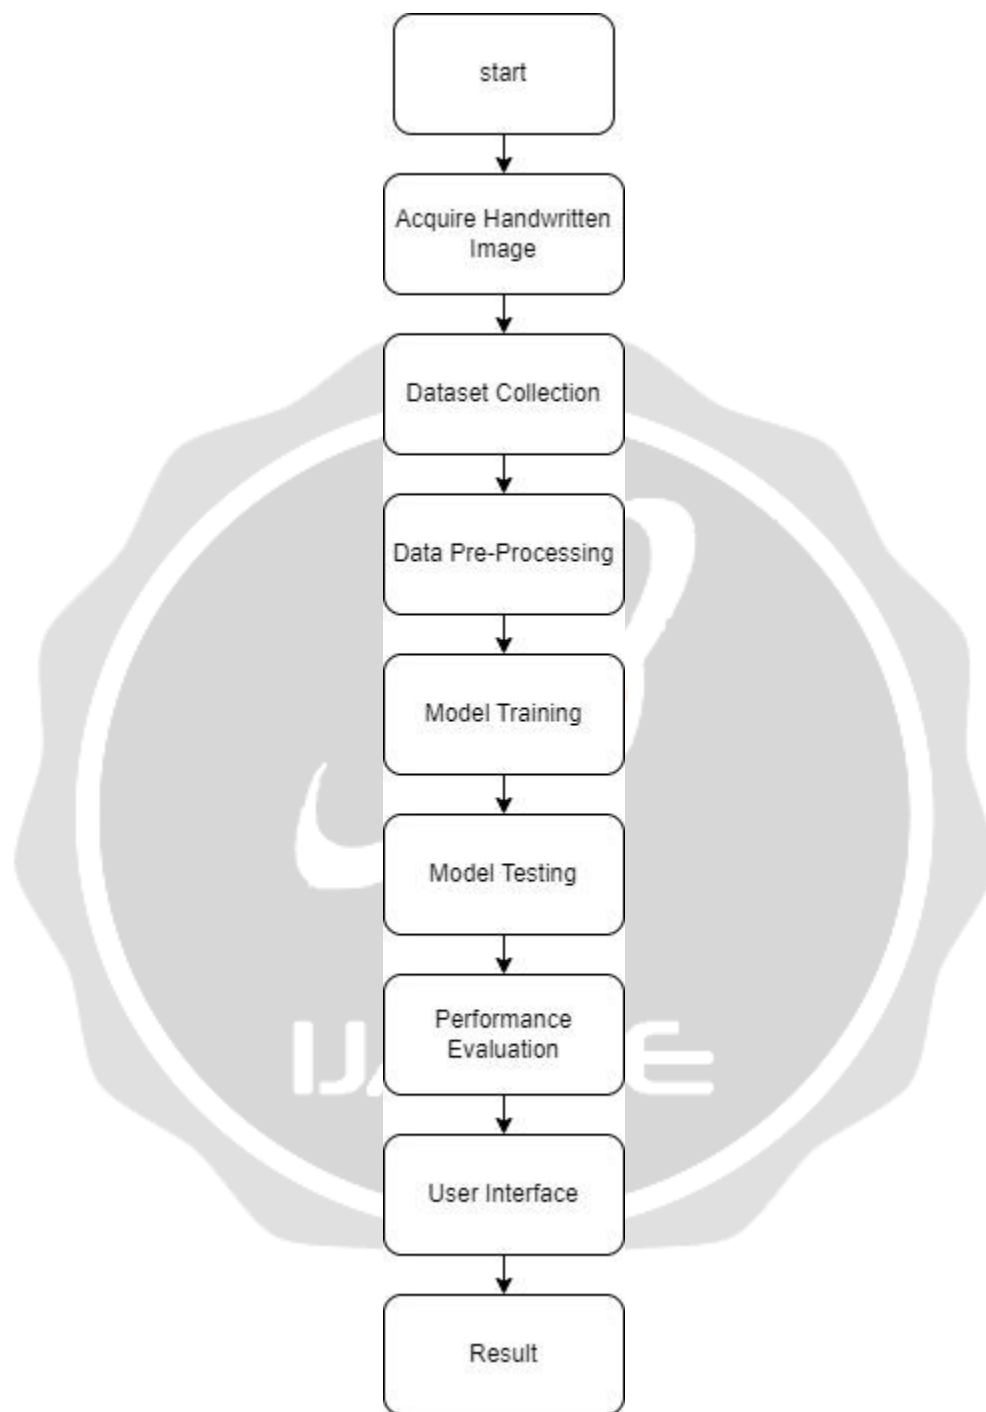 start
Acquire Handwritten
Image
Dataset Collection
Data Pre-Processing
Model Training
Model Testing
Performance
Evaluation
User Interface
Result